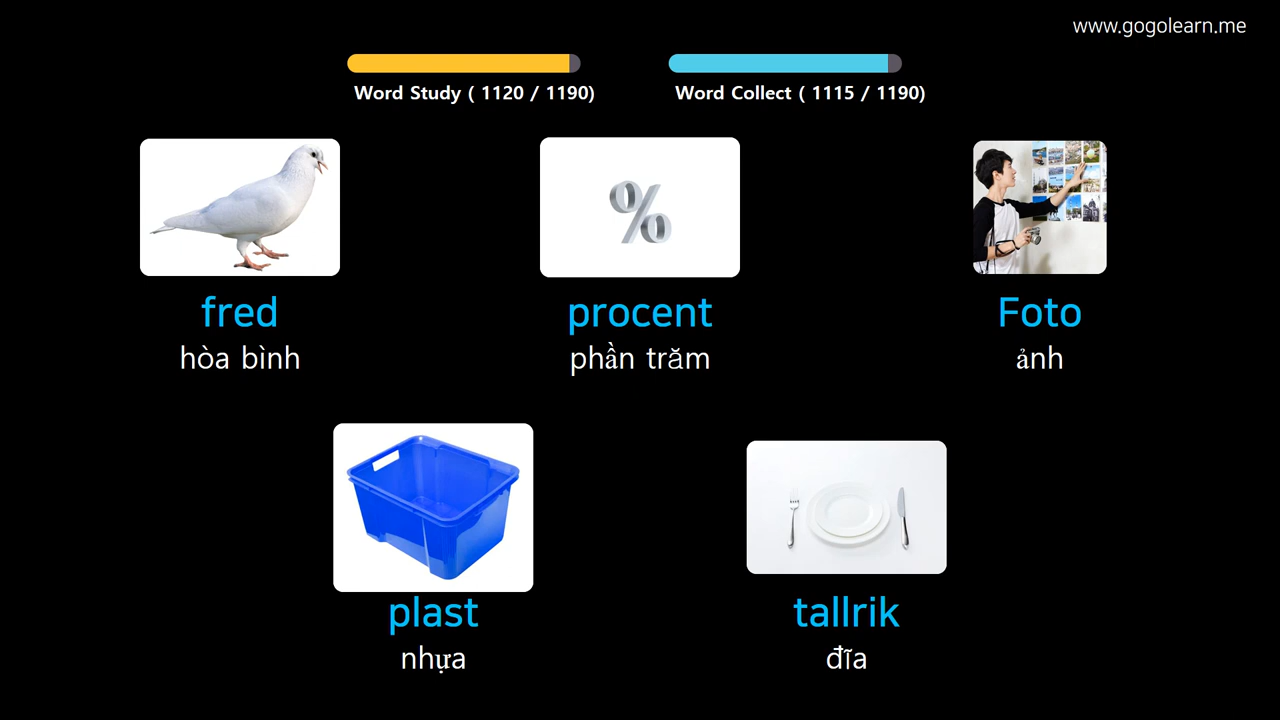 www.gogolearn.me
Word Study ( 1120 / 1190)
Word Collect ( 1115 / 1190)
%
fred
hòa bình
procent
phần trăm
Foto
ảnh
plast
nhựa
tallrik
đĩa